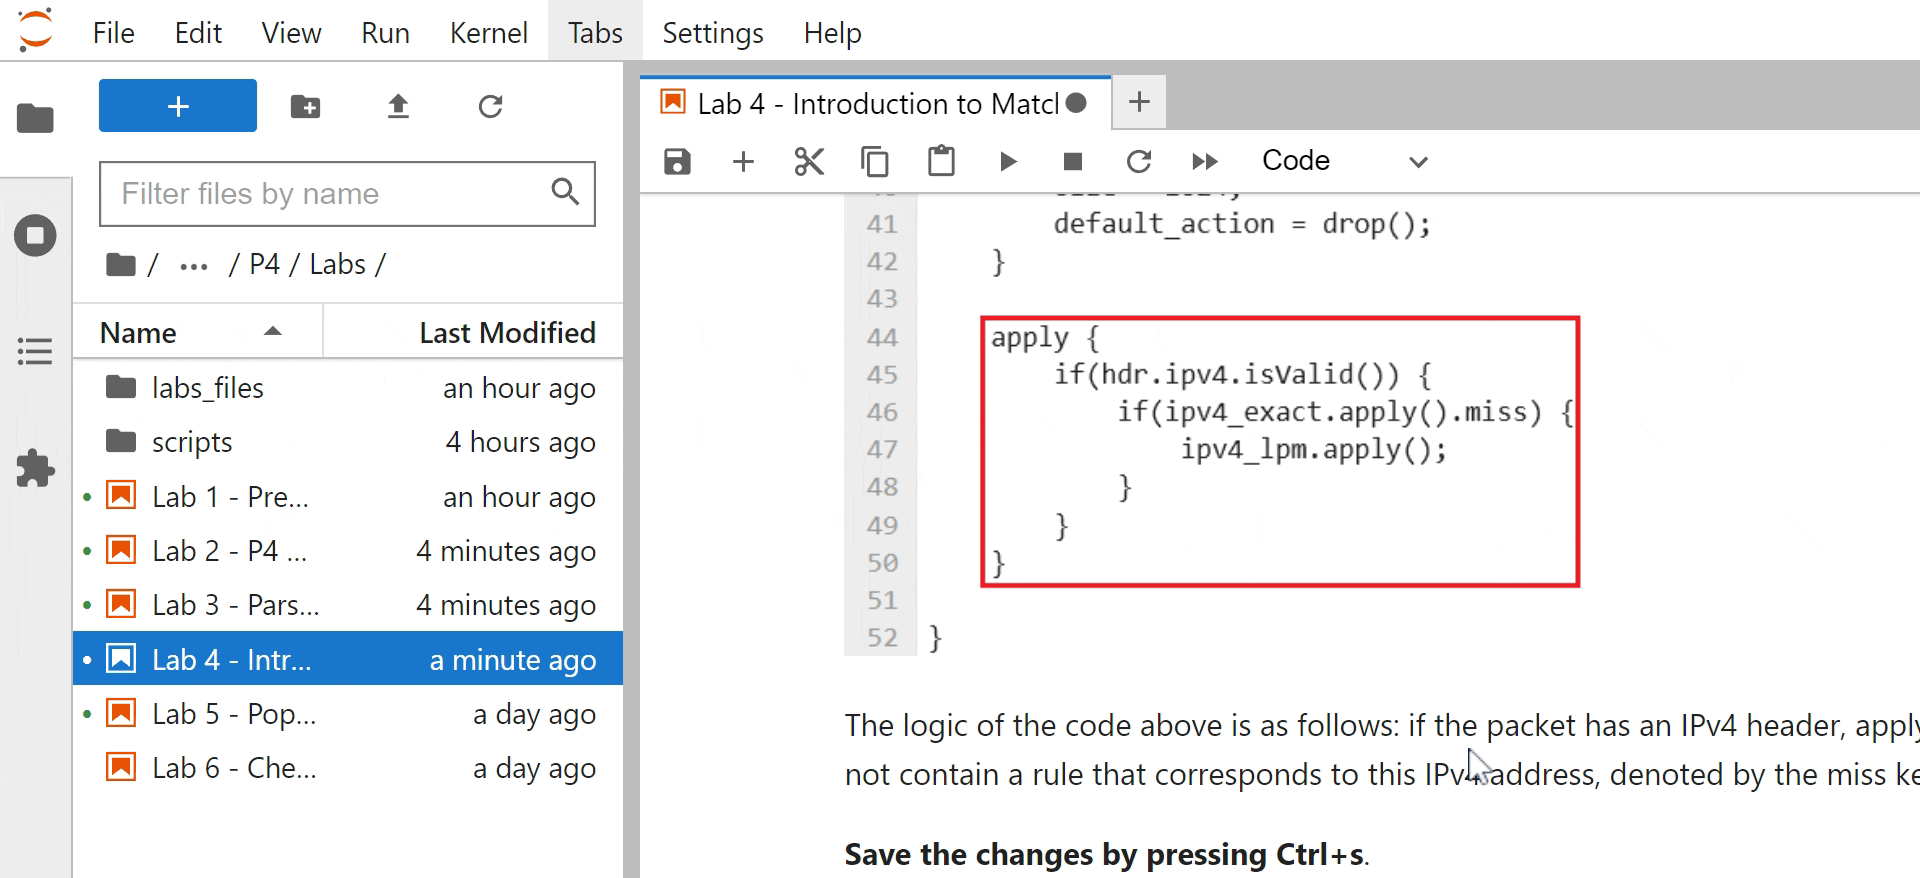 File Edit View Run Kernel Tabs Settings Help
Filter files by name
/ ... / P4 / Labs /
Name Last Modified
labs_files an hour ago
scripts 4 hours ago
Lab 1 - Pre... an hour ago
Lab 2 - P4 ... 4 minutes ago
Lab 3 - Pars... 4 minutes ago
Lab 4 - Intr... a minute ago
Lab 5 - Pop... a day ago
Lab 6 - Che... a day ago
Lab 4 - Introduction to Matc
Code
41 default_action = drop();
42 }
43
44 apply {
45 if(hdr.ipv4.isValid()) {
46 if(ipv4_exact.apply().miss) {
47 ipv4_lpm.apply();
48 }
49 }
50 }
51
52 }
The logic of the code above is as follows: if the packet has an IPv4 header, apply
not contain a rule that corresponds to this IPv4 address, denoted by the miss ke
Save the changes by pressing Ctrl+s.